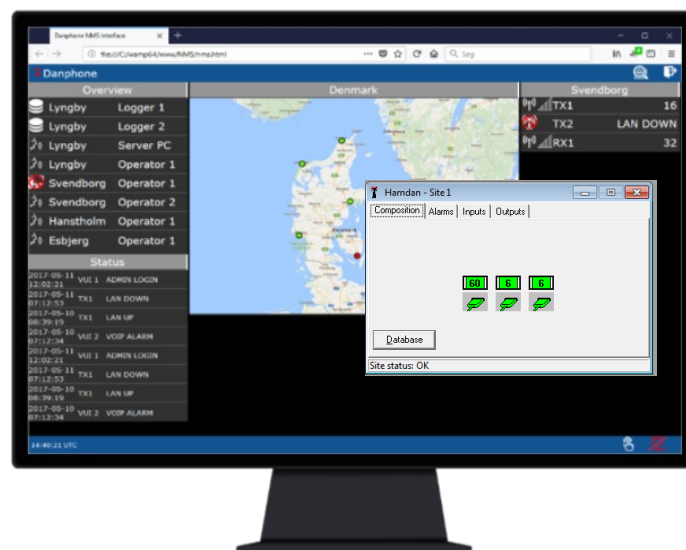 Danphone NMS Interface
file:///C:/wamp64/www/NMS/nms.html
Søg
Danphone
Overview
Lyngby Logger 1
Lyngby Logger 2
Lyngby Server PC
Lyngby Operator 1
Svendborg Operator 1
Svendborg Operator 2
Hanstholm Operator 1
Esbjerg Operator 1
Status
2017-05-11 12:02:21 VUI 1 ADMIN LOGIN
2017-05-11 07:12:53 TX1 LAN DOWN
2017-05-10 08:39:19 TX1 LAN UP
2017-05-10 07:12:34 VUI 2 VOIP ALARM
2017-05-11 12:02:21 VUI 1 ADMIN LOGIN
2017-05-11 07:12:53 TX1 LAN DOWN
2017-05-10 08:39:19 TX1 LAN UP
2017-05-10 07:12:34 VUI 2 VOIP ALARM
14:40:21 UTC
Denmark
Svendborg
TX1 16
TX2 LAN DOWN
RX1 32
Hamdan - Site1
Composition Alarms Inputs Outputs
60 6 6
Database
Site status: OK